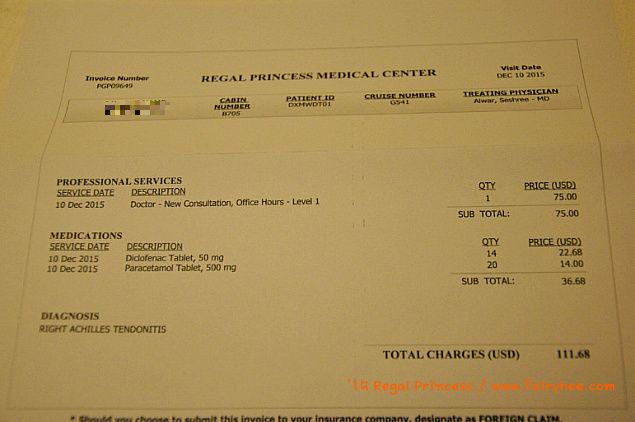 Invoice Number
PGP09649
REGAL PRINCESS MEDICAL CENTER
Visit Date
DEC 10 2015
CABIN NUMBER
B705
PATIENT ID
DXMWDT01
CRUISE NUMBER
G541
TREATING PHYSICIAN
Alwar, Seshree - MD
PROFESSIONAL SERVICES
SERVICE DATE DESCRIPTION QTY PRICE (USD)
10 Dec 2015 Doctor - New Consultation, Office Hours - Level 1 1 75.00
SUB TOTAL: 75.00
MEDICATIONS
SERVICE DATE DESCRIPTION QTY PRICE (USD)
10 Dec 2015 Diclofenac Tablet, 50 mg 14 22.68
10 Dec 2015 Paracetamol Tablet, 500 mg 20 14.00
SUB TOTAL: 36.68
DIAGNOSIS
RIGHT ACHILLES TENDONITIS
TOTAL CHARGES (USD) 111.68
Regal Princess / www.fairyhee.com
* Should you choose to submit this invoice to your insurance company, designate as FOREIGN CLAIM.